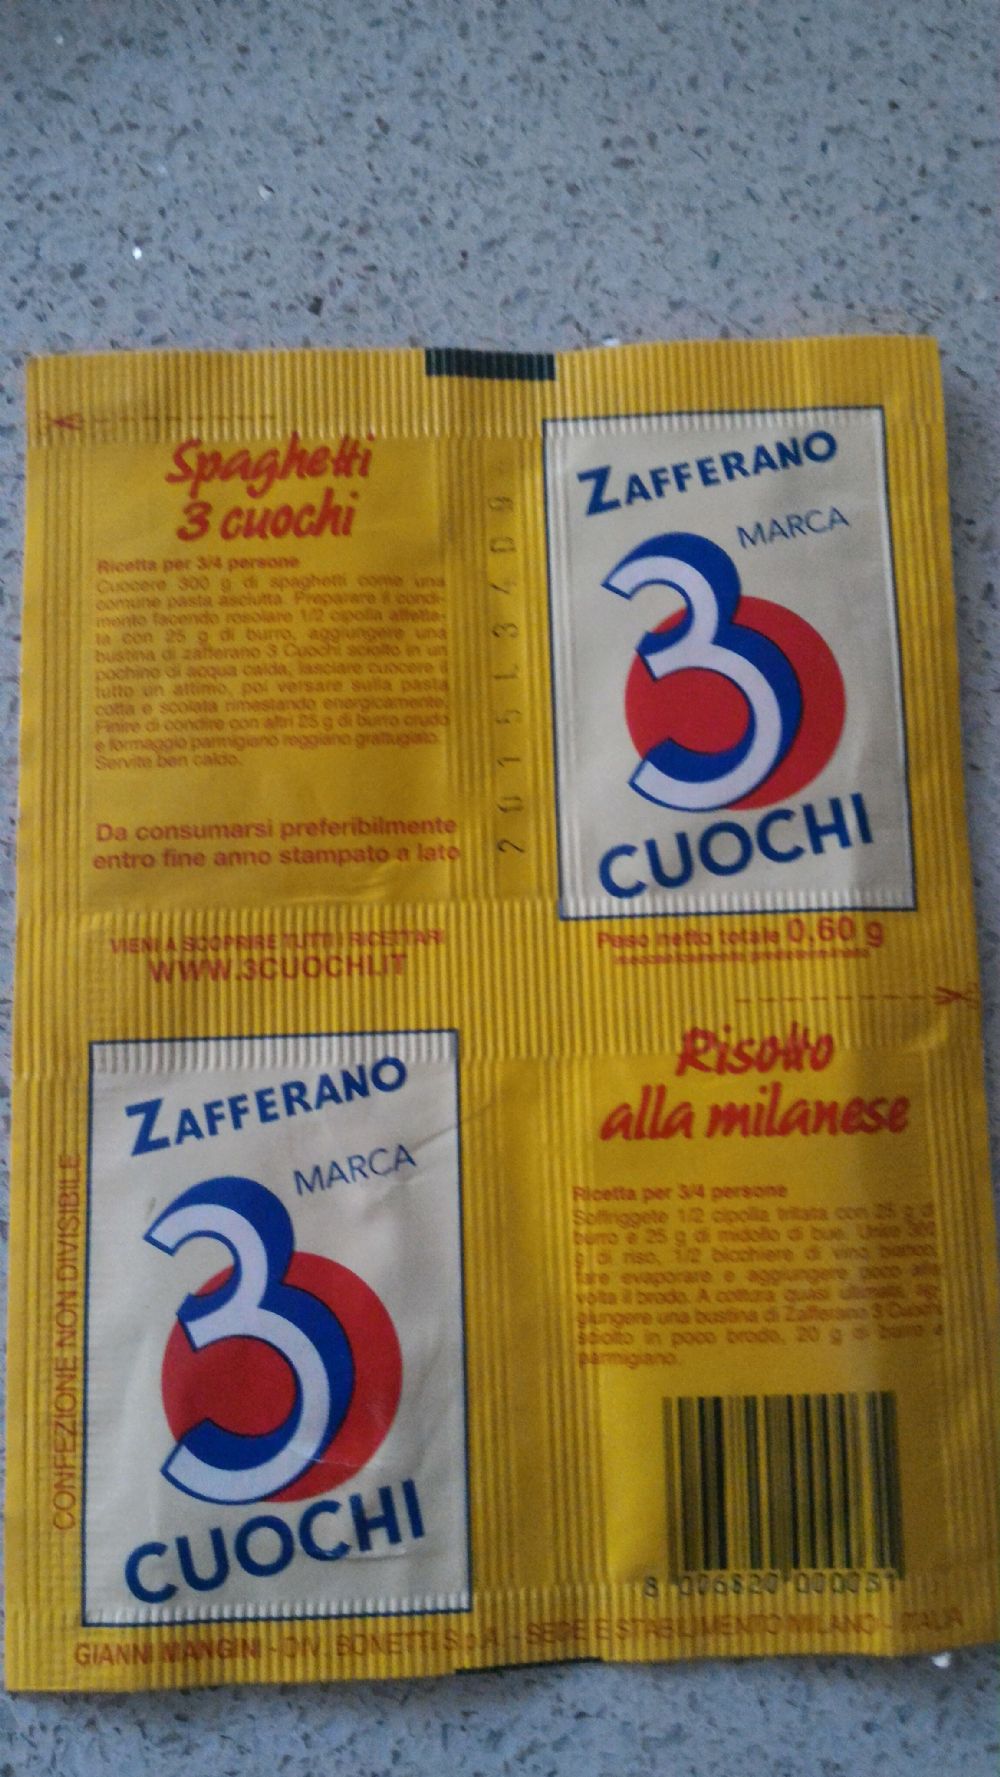 Spaghetti
3 cuochi
Ricetta per 3/4 persone
Cuocere 300 g di spaghetti come una
comune pasta asciutta. Preparare il condi-
mento facendo rosolare 1/2 cipolla affetta-
ta con 25 g di burro, aggiungere una
bustina di zafferano 3 Cuochi sciolto in un
pochino di acqua calda, lasciare cuocere il
tutto un attimo, poi versare sulla pasta
cotta e scolata rimestando energicamente.
Finire di condire con altri 25 g di burro crudo
e formaggio parmigiano reggiano grattugiato.
Servite ben caldo.
Da consumarsi preferibilmente
entro fine anno stampato a lato
2015L34D9
ZAFFERANO
MARCA
3
CUOCHI
Peso netto totale 0,60 g
meccanicamente predeterminato
VIENI A SCOPRIRE TUTTI I RICETTARI
WWW.3CUOCHI.IT
CONFEZIONE NON DIVISIBILE
ZAFFERANO
MARCA
3
CUOCHI
Risotto
alla milanese
Ricetta per 3/4 persone
Soffriggete 1/2 cipolla tritata con 25 g di
burro e 25 g di midollo di bue. Unire 300
g di riso, 1/2 bicchiere di vino bianco,
fare evaporare e aggiungere poco alla
volta il brodo. A cottura quasi ultimata, ag-
giungere una bustina di Zafferano 3 Cuochi
sciolto in poco brodo, 20 g di burro e
parmigiano.
8 006820 000031
GIANNI MANGINI - DIV. BONETTI S.p.A. - SEDE E STABILIMENTO MILANO - ITALIA